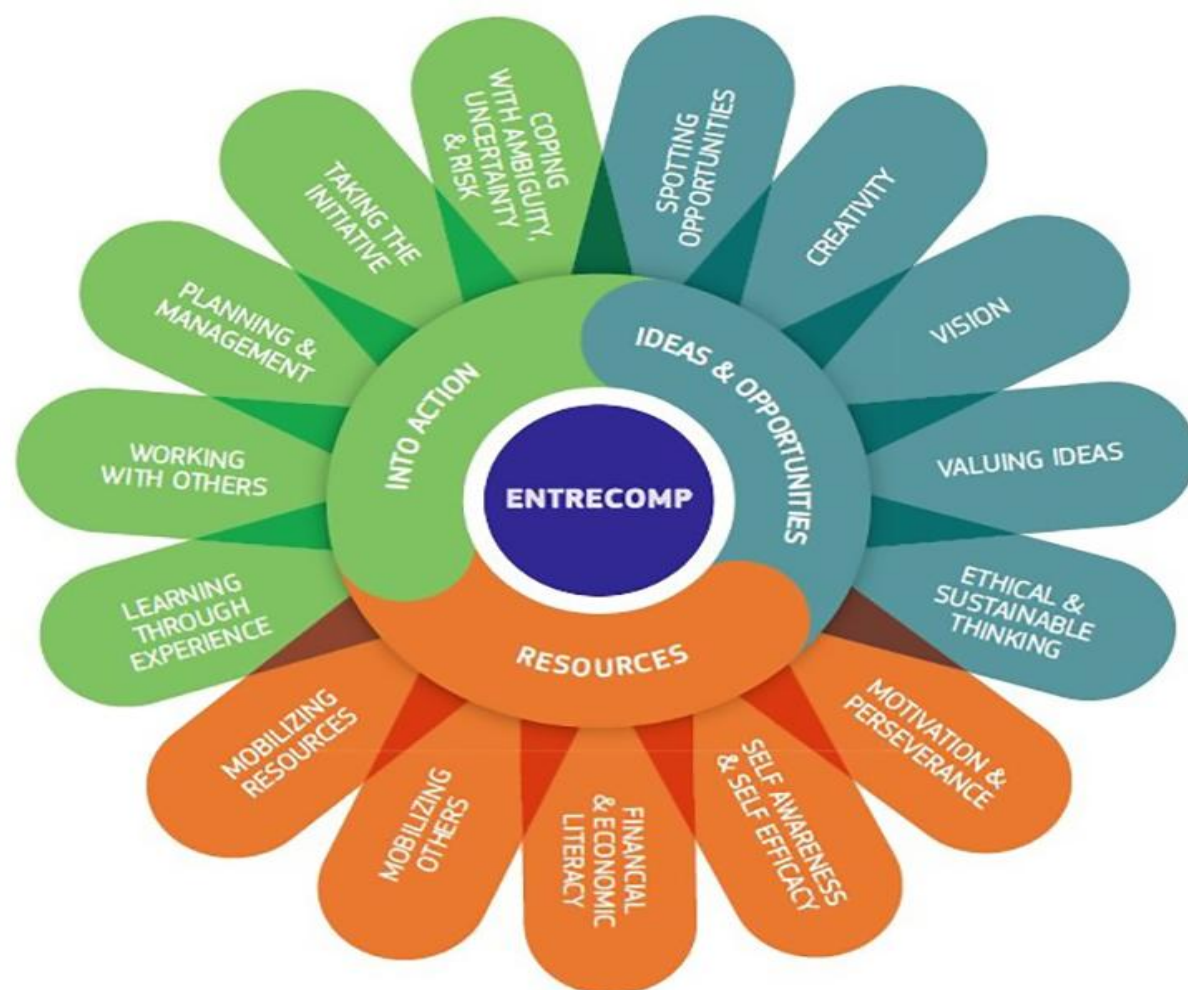 ENTRECOMP
IDEAS & OPPORTUNITIES
SPOTTING
OPPORTUNITIES
CREATIVITY
VISION
VALUING IDEAS
ETHICAL &
SUSTAINABLE
THINKING
RESOURCES
MOTIVATION &
PERSEVERANCE
SELF AWARENESS
& SELF EFFICACY
FINANCIAL
& ECONOMIC
LITERACY
MOBILIZING
OTHERS
MOBILIZING
RESOURCES
INTO ACTION
LEARNING
THROUGH
EXPERIENCE
WORKING
WITH OTHERS
PLANNING &
MANAGEMENT
TAKING THE
INITIATIVE
COPING
WITH AMBIGUITY,
UNCERTAINTY
& RISK